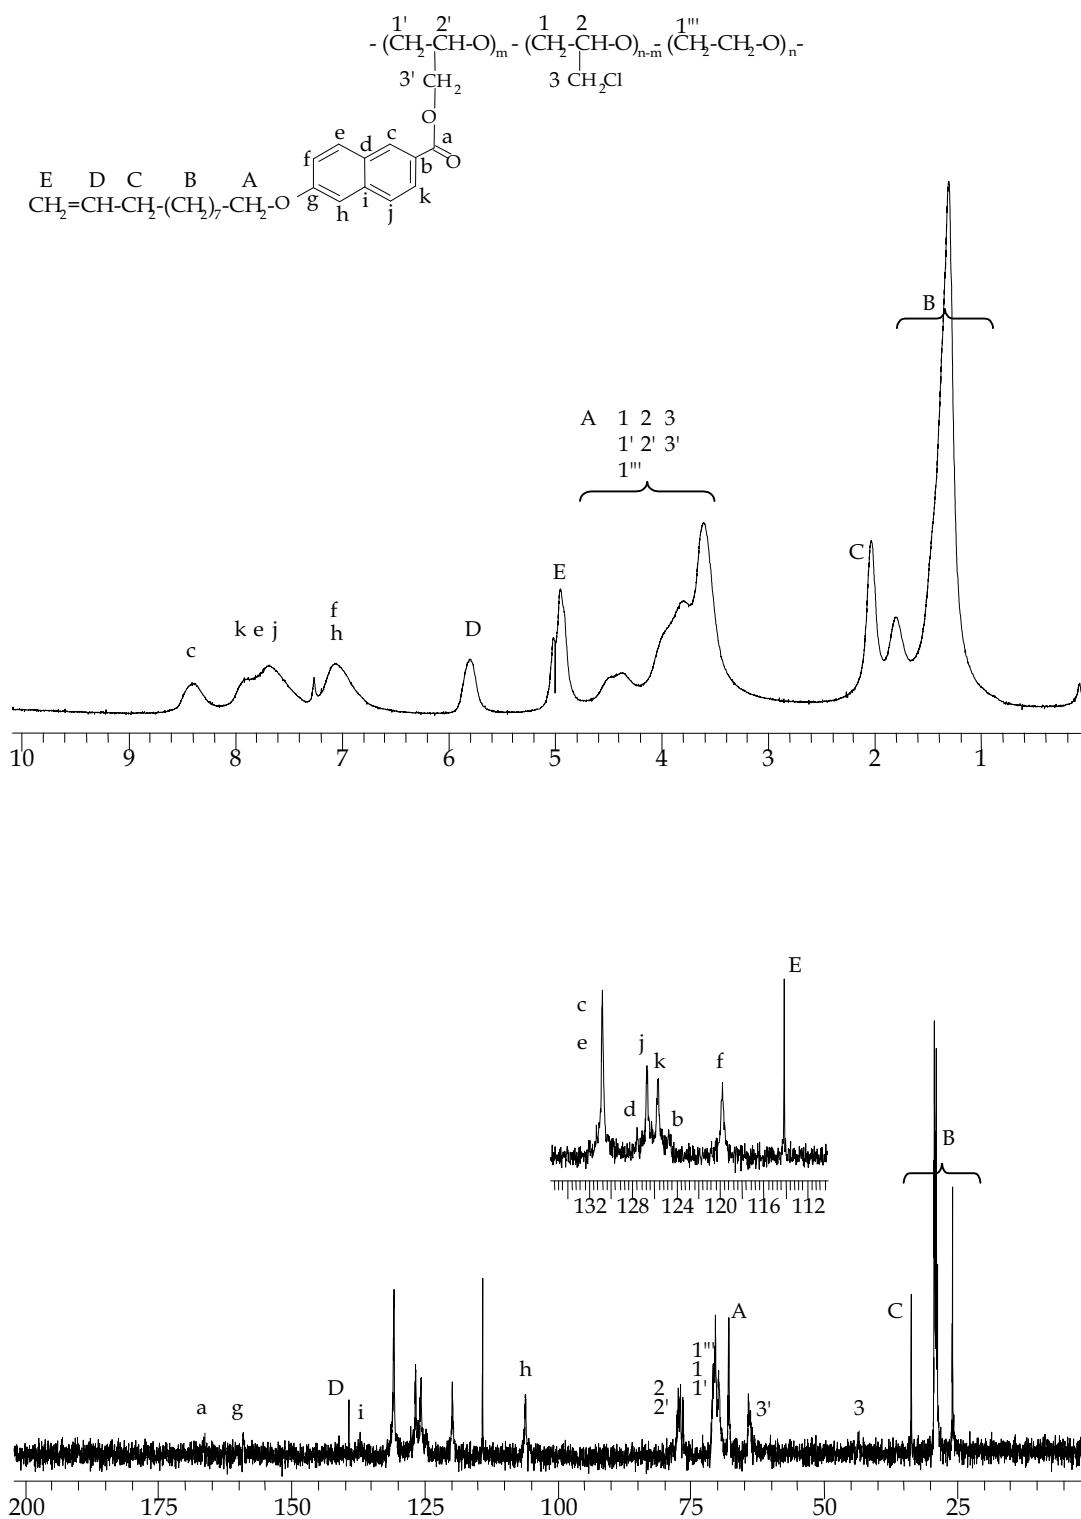 1' 2' 1 2 1'''
- (CH2-CH-O)m - (CH2-CH-O)n-m - (CH2-CH2-O)n-
3' CH2 3 CH2Cl
O
a
e d c
f b O
E D C B A
g i k
CH2=CH-CH2-(CH2)7-CH2-O
h j
B
A 1 2 3
1' 2' 3'
1'''
C
E
f
k e j h D
c
10 9 8 7 6 5 4 3 2 1
E
c
e j
k f
d b
B
132 128 124 120 116 112
A C
1'''
h 1
D 2 1'
a g i 2' 3' 3
200 175 150 125 100 75 50 25